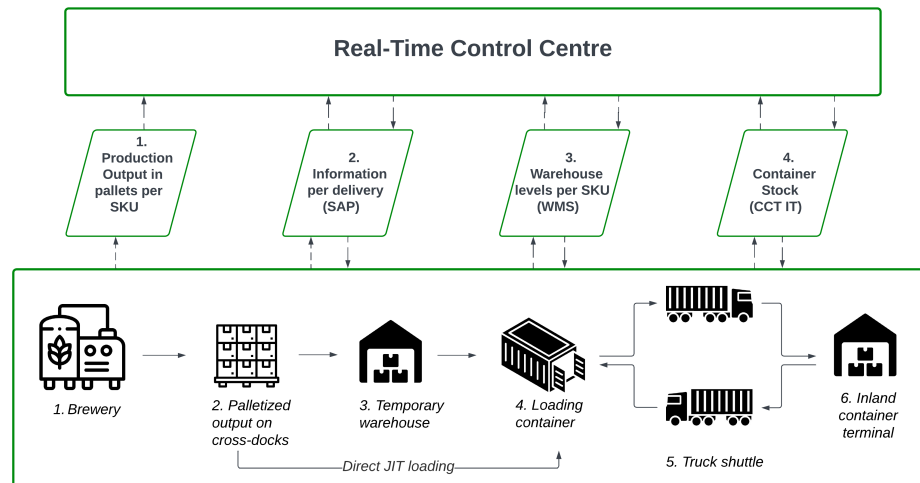 Real-Time Control Centre
1.
Production
Output in
pallets per
SKU
2.
Information
per delivery
(SAP)
3.
Warehouse
levels per SKU
(WMS)
4.
Container
Stock
(CCT IT)
1. Brewery
2. Palletized
output on
cross-docks
3. Temporary
warehouse
4. Loading
container
5. Truck shuttle
6. Inland
container
terminal
Direct JIT loading